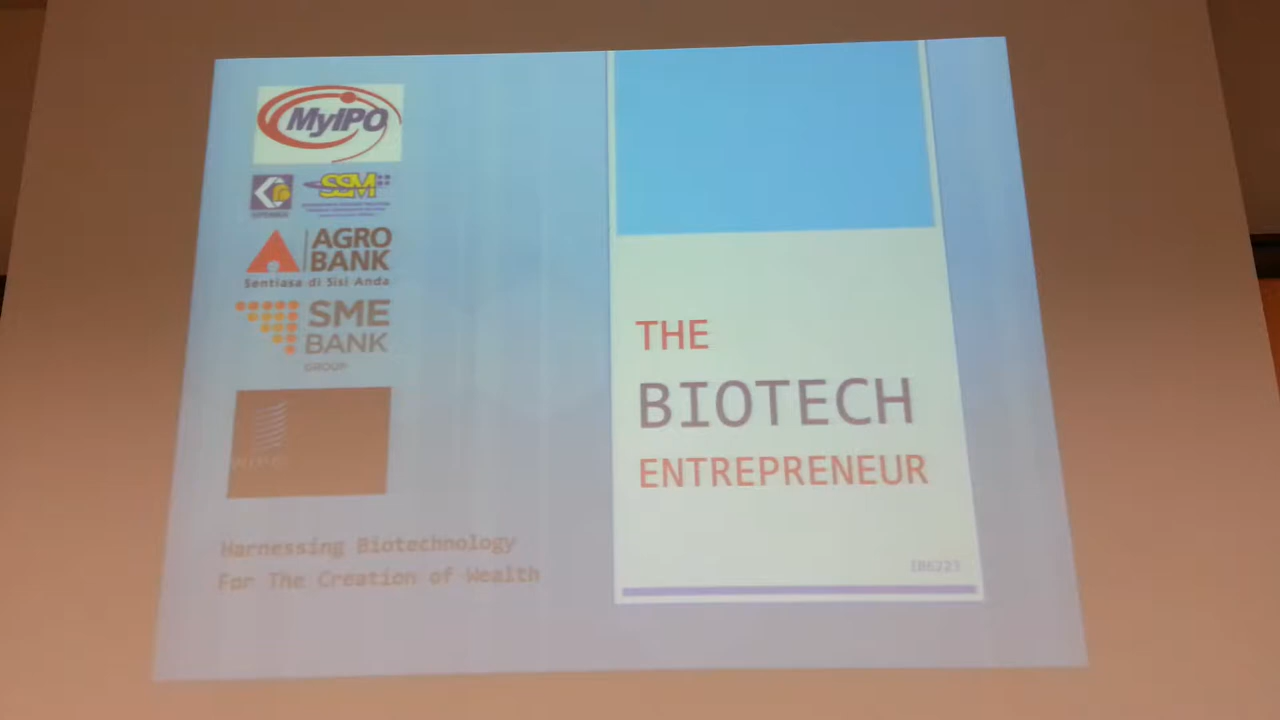 MyIPO
SSM
AGRO
BANK
Sentiasa di Sisi Anda
SME
BANK
GROUP
Harnessing Biotechnology
For The Creation of Wealth
THE
BIOTECH
ENTREPRENEUR
IB6223